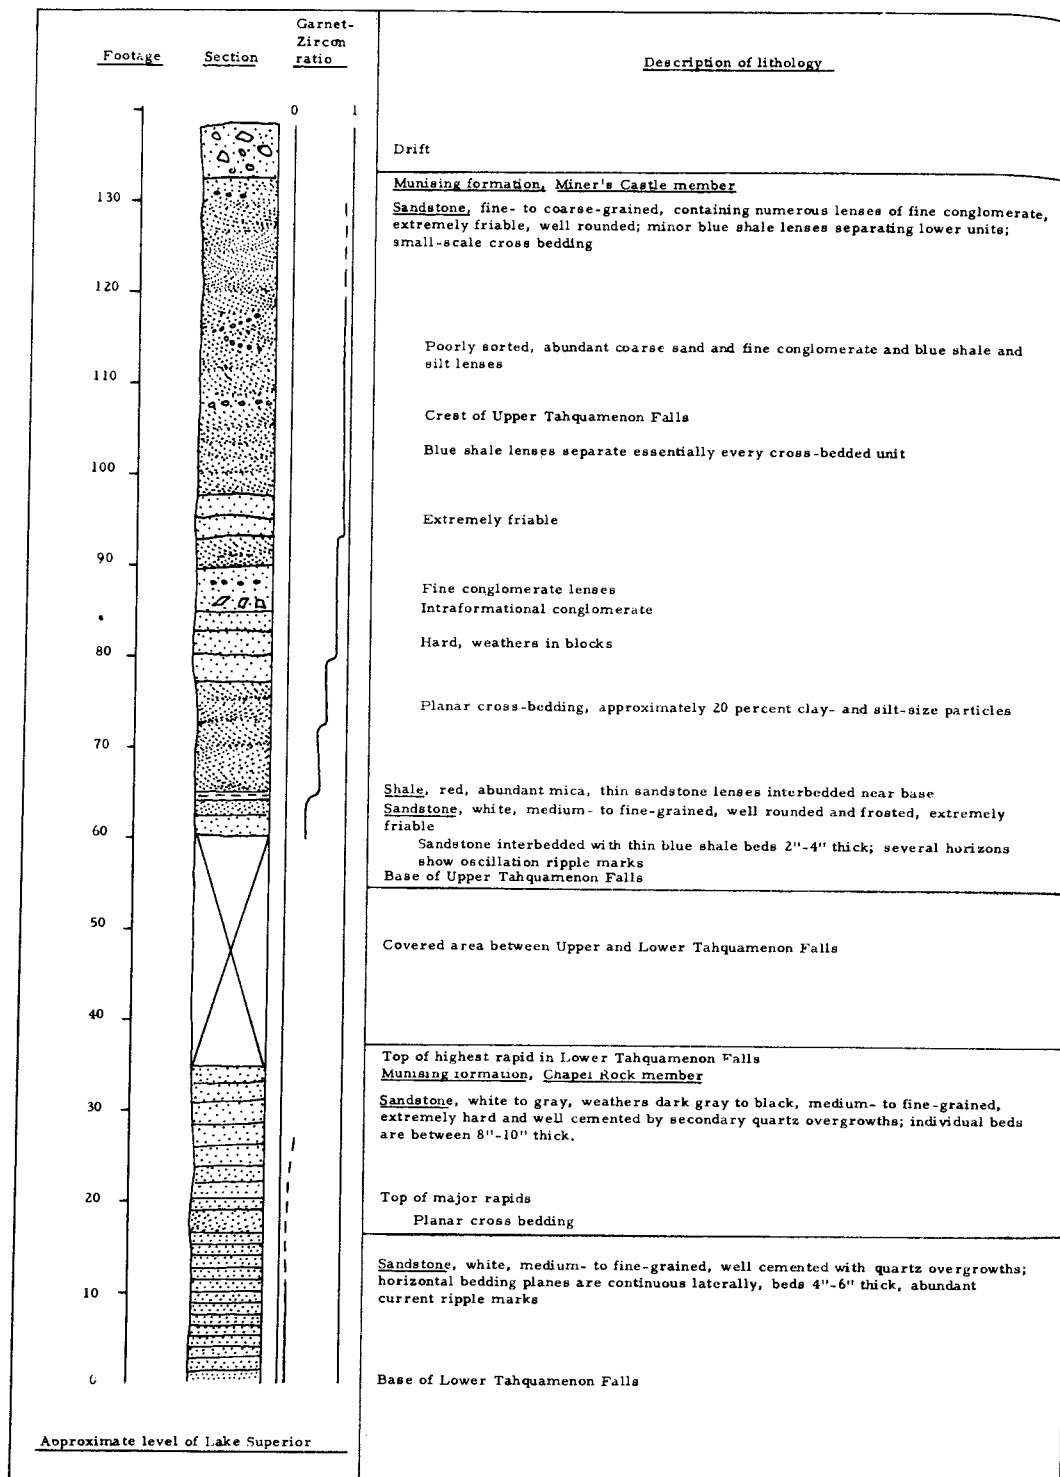 Garnet-
Zircon
Footage Section ratio
Description of lithology
0 1
Drift
Munising formation, Miner's Castle member
130
Sandstone, fine- to coarse-grained, containing numerous lenses of fine conglomerate,
extremely friable, well rounded; minor blue shale lenses separating lower units;
small-scale cross bedding
120
Poorly sorted, abundant coarse sand and fine conglomerate and blue shale and
silt lenses
110
Crest of Upper Tahquamenon Falls
Blue shale lenses separate essentially every cross-bedded unit
100
Extremely friable
90
Fine conglomerate lenses
Intraformational conglomerate
Hard, weathers in blocks
80
Planar cross-bedding, approximately 20 percent clay- and silt-size particles
70
Shale, red, abundant mica, thin sandstone lenses interbedded near base
Sandstone, white, medium- to fine-grained, well rounded and frosted, extremely
friable
60
Sandstone interbedded with thin blue shale beds 2"-4" thick; several horizons
show oscillation ripple marks
Base of Upper Tahquamenon Falls
50
Covered area between Upper and Lower Tahquamenon Falls
40
Top of highest rapid in Lower Tahquamenon Falls
Munising formation, Chapel Rock member
30
Sandstone, white to gray, weathers dark gray to black, medium- to fine-grained,
extremely hard and well cemented by secondary quartz overgrowths; individual beds
are between 8"-10" thick.
20
Top of major rapids
Planar cross bedding
Sandstone, white, medium- to fine-grained, well cemented with quartz overgrowths;
horizontal bedding planes are continuous laterally, beds 4"-6" thick, abundant
current ripple marks
10
0
Base of Lower Tahquamenon Falls
Approximate level of Lake Superior